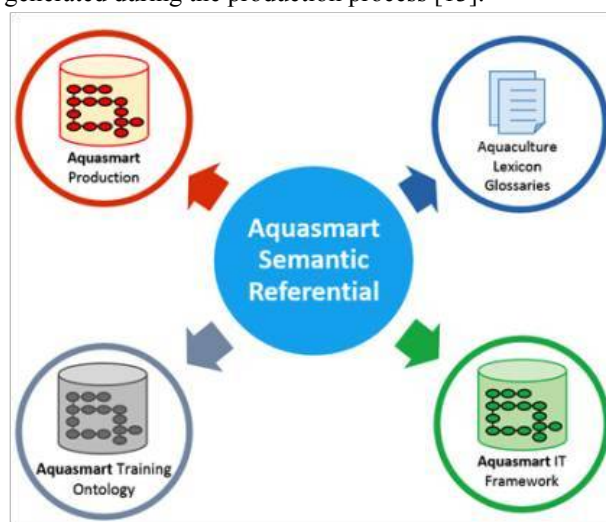 generated during the production process [15].
Aquasmart
Production
Aquaculture
Lexicon
Glossaries
Aquasmart
Semantic
Referential
Aquasmart Training
Ontology
Aquasmart IT
Framework